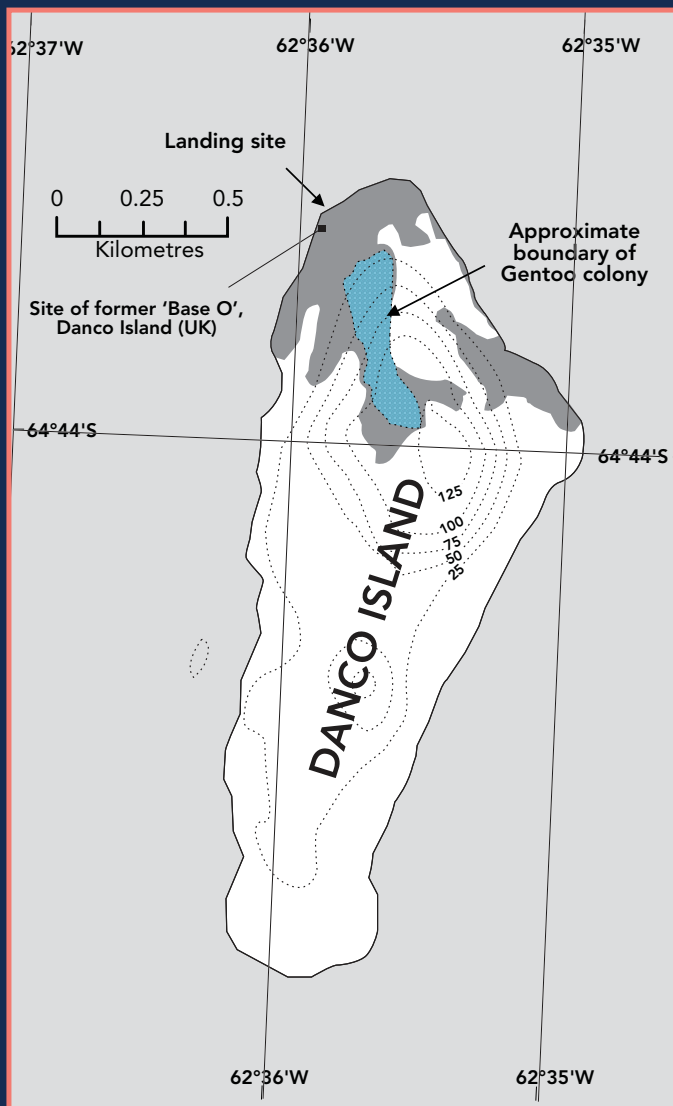 62°37'W
62°36'W
62°35'W
Landing site
0 0.25 0.5
Kilometres
Approximate
boundary of
Gentoo colony
Site of former ‘Base O’,
Danco Island (UK)
64°44'S
64°44'S
125
100
75
50
25
DANCO ISLAND
62°36'W
62°35'W